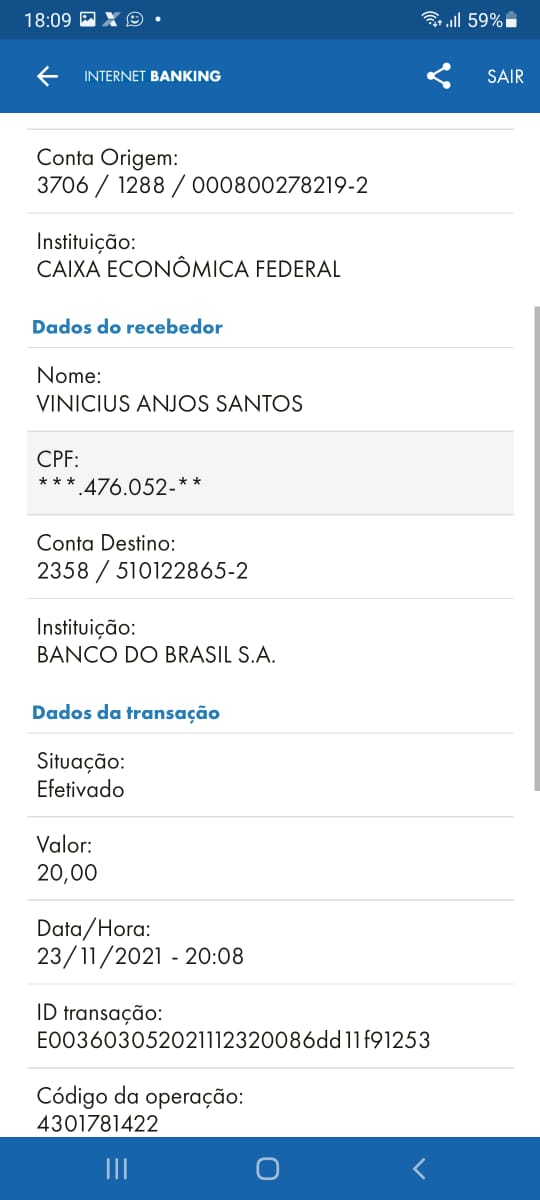 18:09
59%
INTERNET BANKING
SAIR
Conta Origem:
3706 / 1288 / 000800278219-2
Instituição:
CAIXA ECONÔMICA FEDERAL
Dados do recebedor
Nome:
VINICIUS ANJOS SANTOS
CPF:
***.476.052-**
Conta Destino:
2358 / 510122865-2
Instituição:
BANCO DO BRASIL S.A.
Dados da transação
Situação:
Efetivado
Valor:
20,00
Data/Hora:
23/11/2021 - 20:08
ID transação:
E003603052021112320086dd11f91253
Código da operação:
4301781422